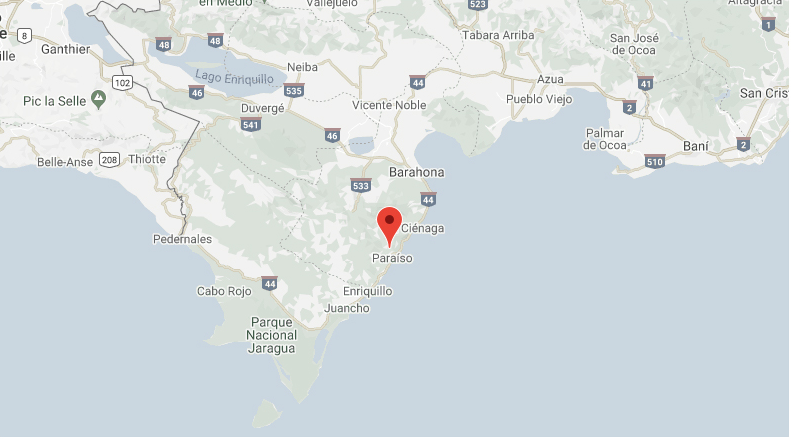 en Medio
Vallejuelo
523
Altagracia
1
e
8
Ganthier
48
48
Tabara Arriba
San José
de Ocoa
ille
102
Lago Enriquillo
Neiba
44
Azua
41
Pic la Selle
46
535
Duvergé
Vicente Noble
Pueblo Viejo
2
San Cris
541
46
Palmar
de Ocoa
Baní
2
Belle-Anse
208
Thiotte
510
Barahona
533
44
Ciénaga
Pedernales
Paraíso
44
Cabo Rojo
Enriquillo
Juancho
Parque
Nacional
Jaragua